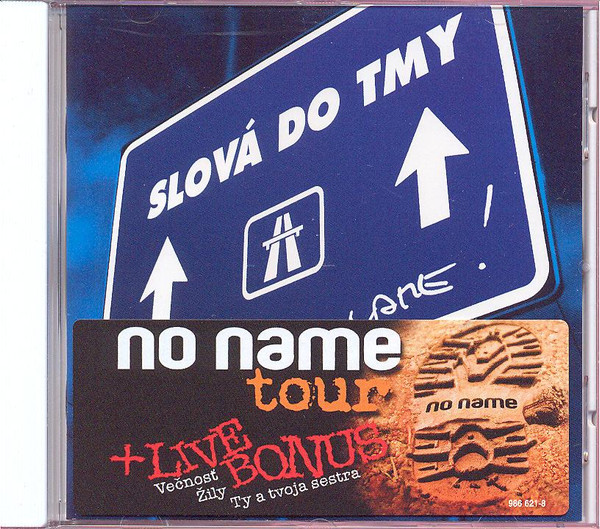 SLOVÁ DO TMY
no name
tour
no name
+LIVE
BONUS
Večnosť
Žily
Ty a tvoja sestra
986 621-8